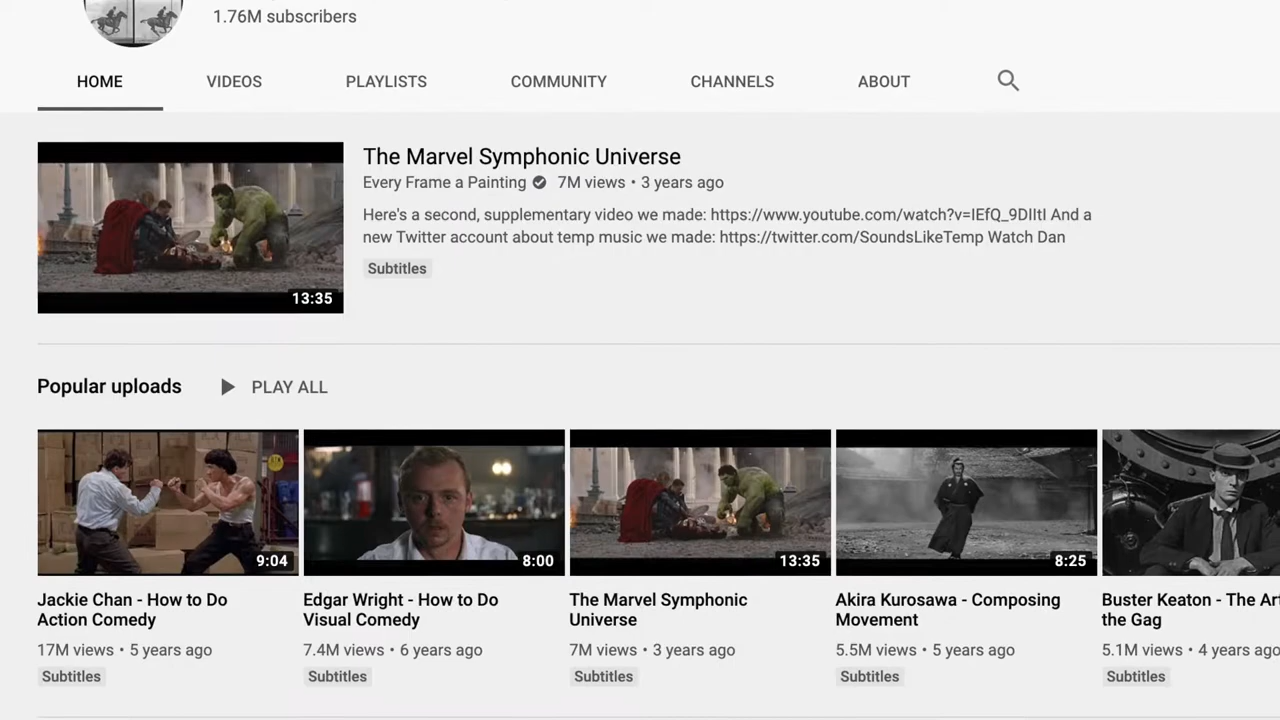 1.76M subscribers
HOME VIDEOS PLAYLISTS COMMUNITY CHANNELS ABOUT
The Marvel Symphonic Universe
Every Frame a Painting 7M views • 3 years ago
Here's a second, supplementary video we made: https://www.youtube.com/watch?v=IEfQ_9DIItI And a
new Twitter account about temp music we made: https://twitter.com/SoundsLikeTemp Watch Dan
Subtitles
13:35
Popular uploads PLAY ALL
9:04
Jackie Chan - How to Do
Action Comedy
17M views • 5 years ago
Subtitles
8:00
Edgar Wright - How to Do
Visual Comedy
7.4M views • 6 years ago
Subtitles
13:35
The Marvel Symphonic
Universe
7M views • 3 years ago
Subtitles
8:25
Akira Kurosawa - Composing
Movement
5.5M views • 5 years ago
Subtitles
Buster Keaton - The Art
the Gag
5.1M views • 4 years ago
Subtitles